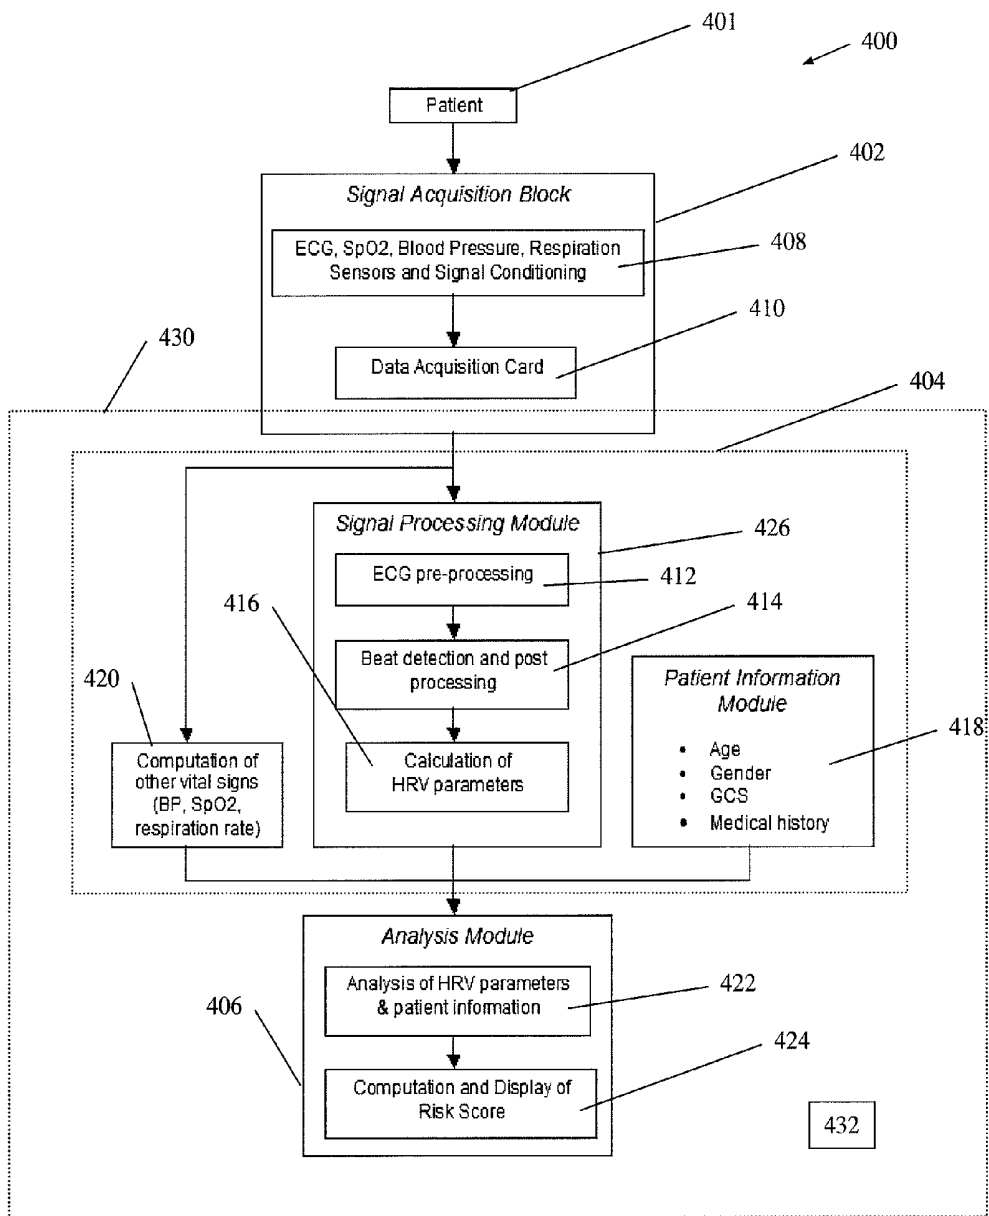 401
400
Patient
402
Signal Acquisition Block
ECG, SpO2, Blood Pressure, Respiration
Sensors and Signal Conditioning
408
410
430
Data Acquisition Card
404
Signal Processing Module
426
ECG pre-processing
412
416
414
Beat detection and post
processing
420
Patient Information
Module
Computation of
other vital signs
(BP, SpO2,
respiration rate)
Calculation of
HRV parameters
• Age
• Gender
• GCS
• Medical history
418
Analysis Module
Analysis of HRV parameters
& patient information
422
406
424
Computation and Display of
Risk Score
432